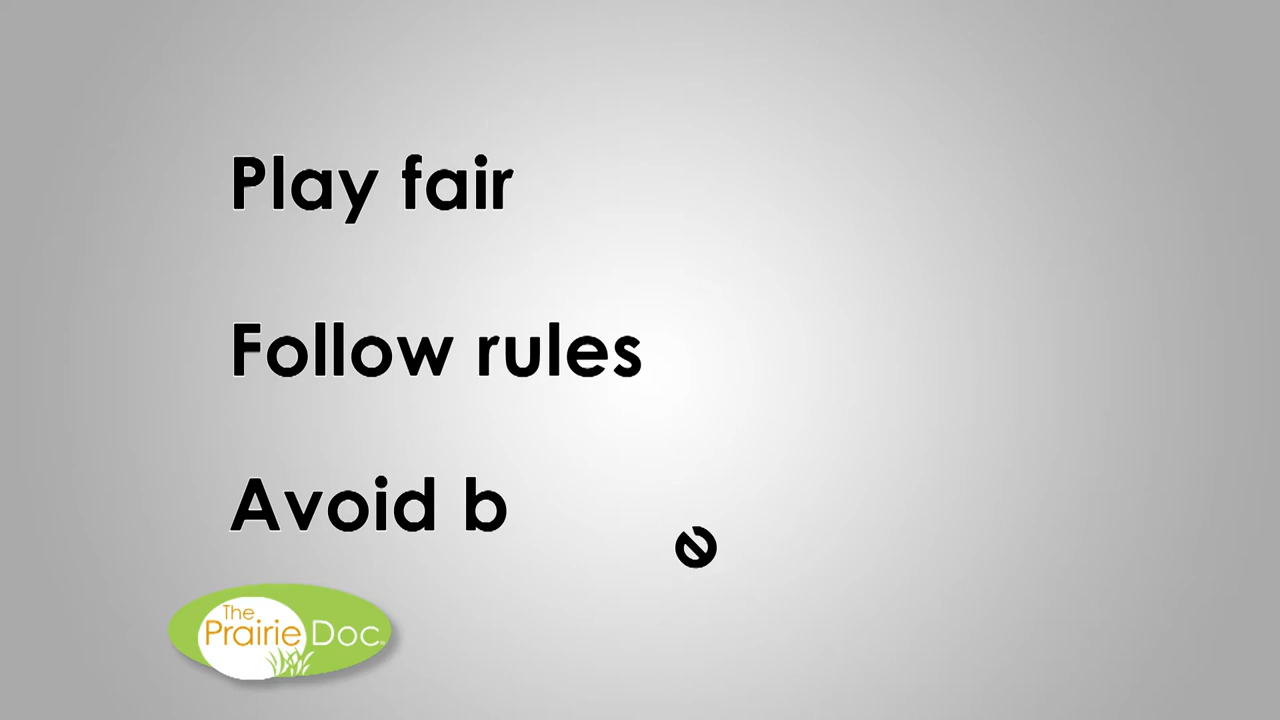 Play fair
Follow rules
Avoid b
e
The
Prairie Doc